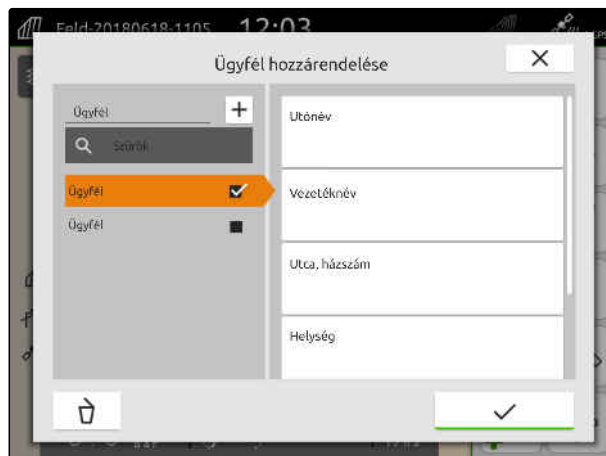 Feld-20180618-1105 12:03
Ügyfél hozzárendelése
Ügyfél
Szűrők
Ügyfél
Ügyfél
Utónév
Vezetéknév
Utca, házszám
Helység